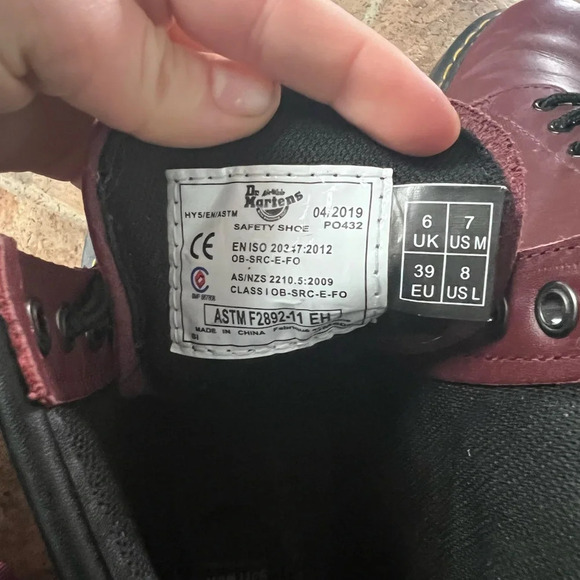 Dr.
Martens
HYS/EN/ASTM
04/2019
SAFETY SHOE
PO432
CE
EN ISO 20347:2012
OB-SRC-E-FO
AS/NZS 2210.5:2009
CLASS I OB-SRC-E-FO
ASTM F2892-11 EH
MADE IN CHINA
6 UK
7 US M
39 EU
8 US L